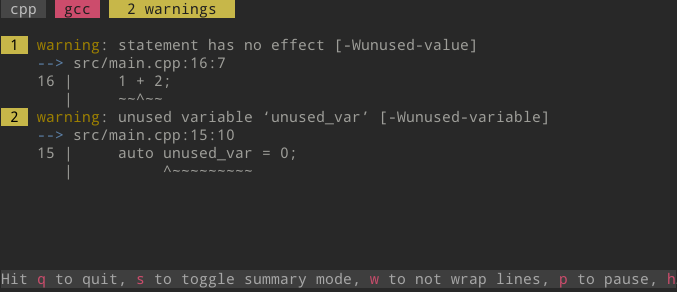 cpp gcc 2 warnings
1 warning: statement has no effect [-Wunused-value]
--> src/main.cpp:16:7
16 | 1 + 2;
| ~~^~~
2 warning: unused variable ‘unused_var’ [-Wunused-variable]
--> src/main.cpp:15:10
15 | auto unused_var = 0;
| ^~~~~~~~~~
Hit q to quit, s to toggle summary mode, w to not wrap lines, p to pause, h